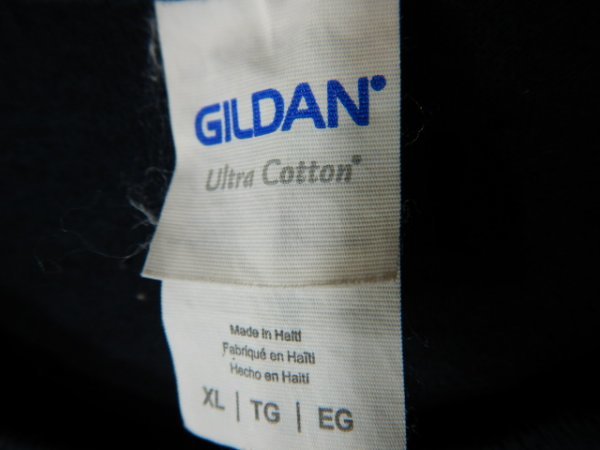 GILDAN®
Ultra Cotton®
Made in Haiti
Fabriqué en Haïti
Hecho en Haití
XL | TG | EG